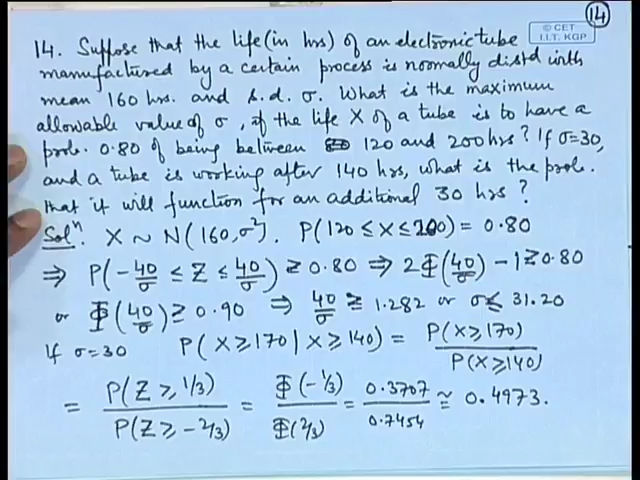 14
© CET
I.I.T. KGP
14. Suppose that the life (in hrs) of an electronic tube
manufactured by a certain process is normally distd with
mean 160 hrs. and s.d. σ. What is the maximum
allowable value of σ, if the life X of a tube is to have a
prob. 0.80 of being between 120 and 200 hrs? If σ=30,
and a tube is working after 140 hrs, what is the prob.
that it will function for an additional 30 hrs?
Solⁿ. X ~ N(160, σ²). P(120 ≤ X ≤ 200) = 0.80
⇒ P(-40/σ ≤ Z ≤ 40/σ) ≥ 0.80 ⇒ 2Φ(40/σ) - 1 ≥ 0.80
or Φ(40/σ) ≥ 0.90 ⇒ 40/σ ≥ 1.282 or σ ≤ 31.20
If σ=30 P(X ≥ 170 | X ≥ 140) = P(X ≥ 170) / P(X ≥ 140)
= P(Z ≥ 1/3) / P(Z ≥ -2/3) = Φ(-1/3) / Φ(2/3) = 0.3707 / 0.7454 ≅ 0.4973.